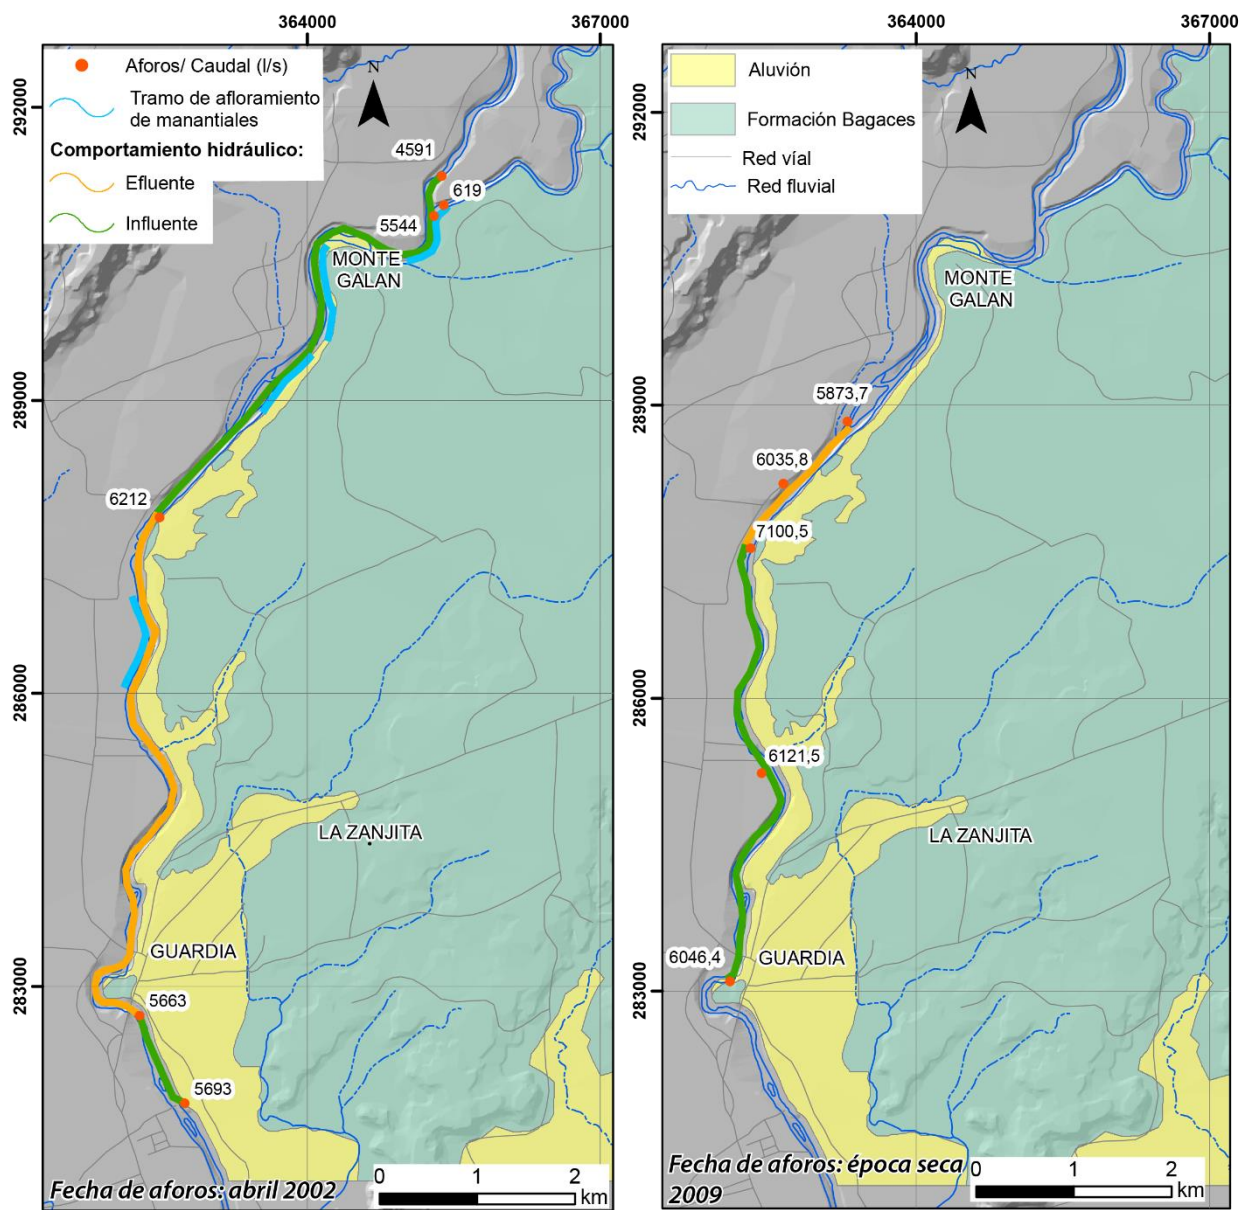 364000
367000
292000
289000
286000
283000
Aforos/ Caudal (l/s)
Tramo de afloramiento
de manantiales
Comportamiento hidráulico:
Efluente
Influente
N
4591
619
5544
MONTE
GALAN
6212
LA ZANJITA
GUARDIA
5663
5693
Fecha de aforos: abril 2002
0 1 2
km
364000
367000
292000
289000
286000
283000
Aluvión
Formación Bagaces
Red víal
Red fluvial
N
MONTE
GALAN
5873,7
6035,8
7100,5
6121,5
LA ZANJITA
6046,4
GUARDIA
Fecha de aforos: época seca
2009
0 1 2
km